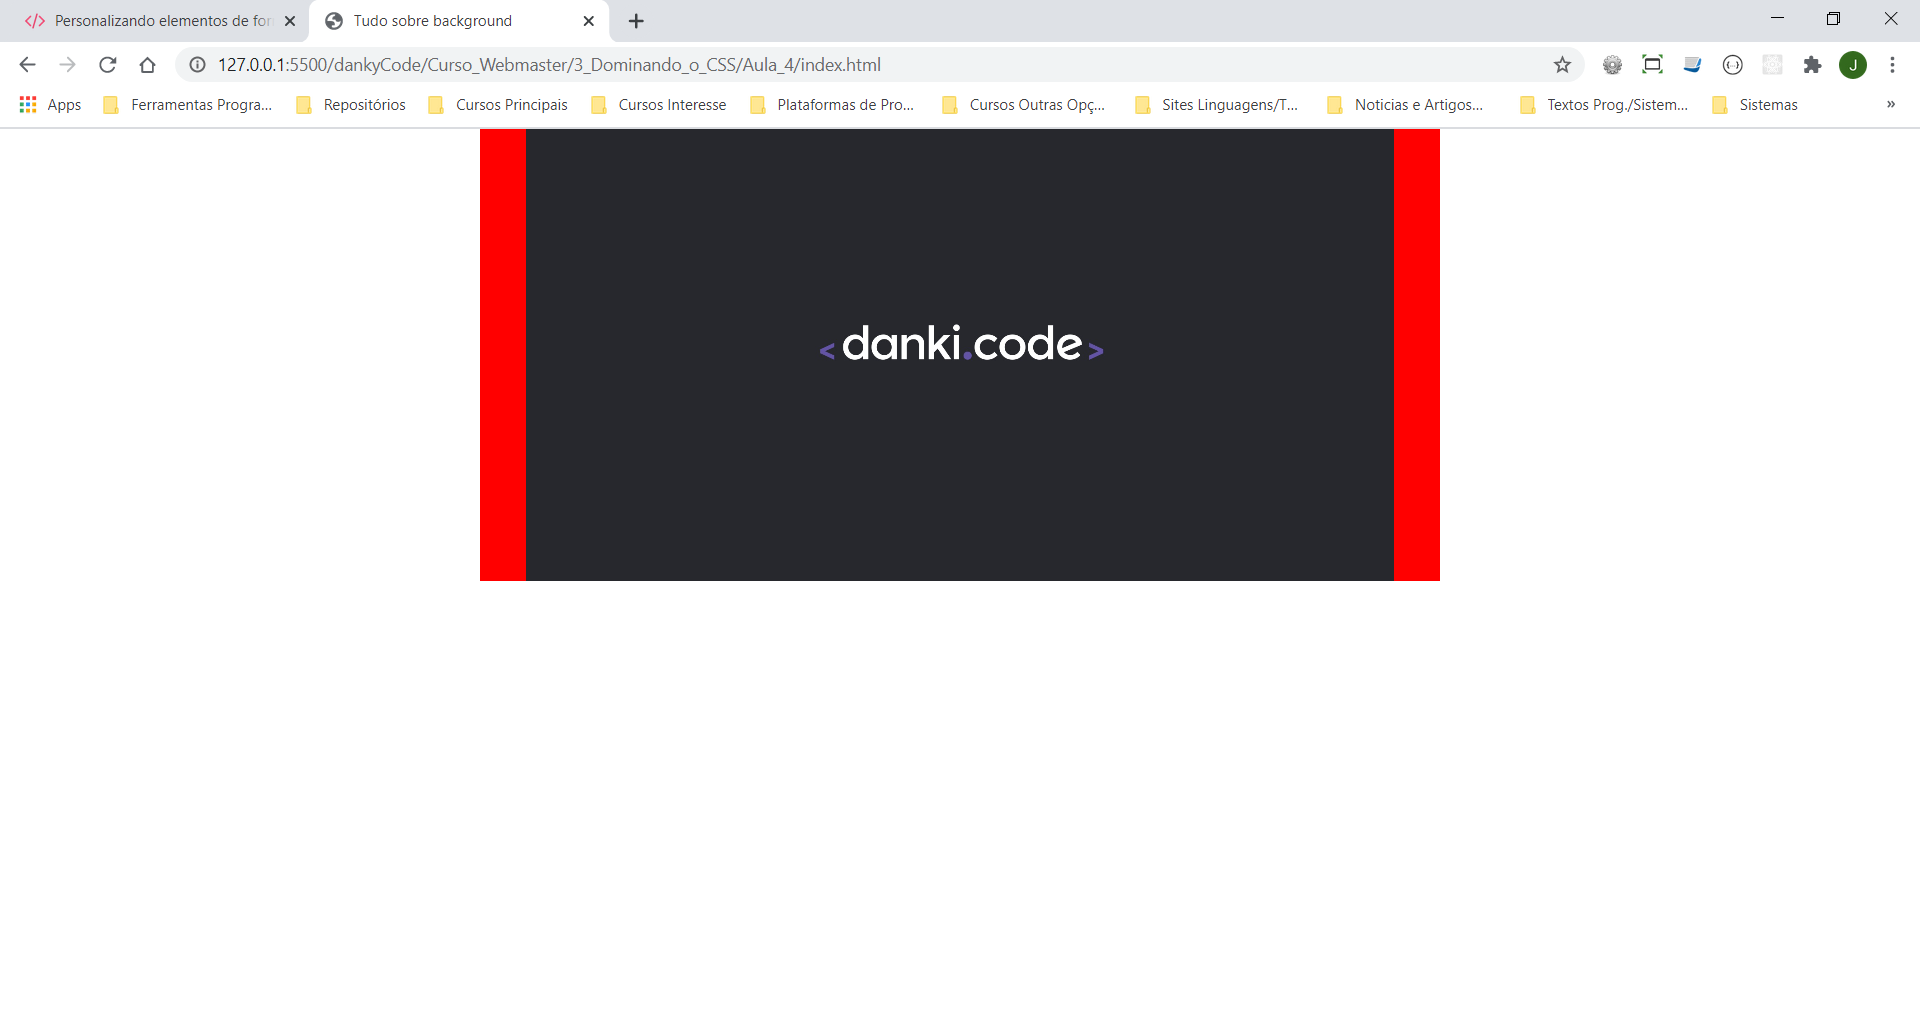 </> Personalizando elementos de for
Tudo sobre background
127.0.0.1:5500/dankyCode/Curso_Webmaster/3_Dominando_o_CSS/Aula_4/index.html
J
Apps Ferramentas Progra... Repositórios Cursos Principais Cursos Interesse Plataformas de Pro... Cursos Outras Opç... Sites Linguagens/T... Noticias e Artigos... Textos Prog./Sistem... Sistemas »
<danki.code>